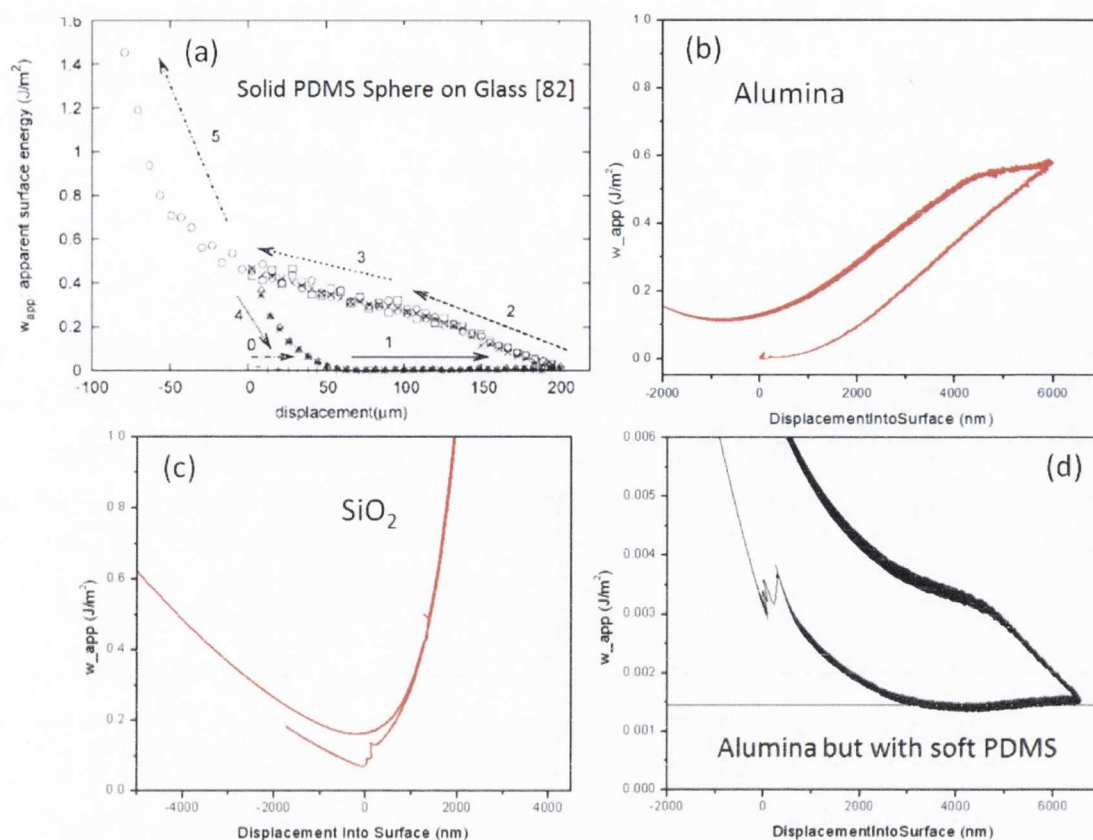 (a)
Solid PDMS Sphere on Glass [82]
w_app: apparent surface energy (J/m²)
1.6
1.4
1.2
1
0.8
0.6
0.4
0.2
0
5
3
2
4
0
1
-100 -50 0 50 100 150 200
displacement(μm)
(b)
Alumina
w_app (J/m²)
1.0
0.8
0.6
0.4
0.2
0.0
-2000 0 2000 4000 6000
DisplacementIntoSurface (nm)
(c)
SiO₂
w_app (J/m²)
1.0
0.8
0.6
0.4
0.2
0.0
-4000 -2000 0 2000 4000
Displacement Into Surface (nm)
(d)
w_app (J/m²)
0.006
0.005
0.004
0.003
0.002
0.001
0.000
Alumina but with soft PDMS
-2000 0 2000 4000 6000
DisplacementIntoSurface (nm)